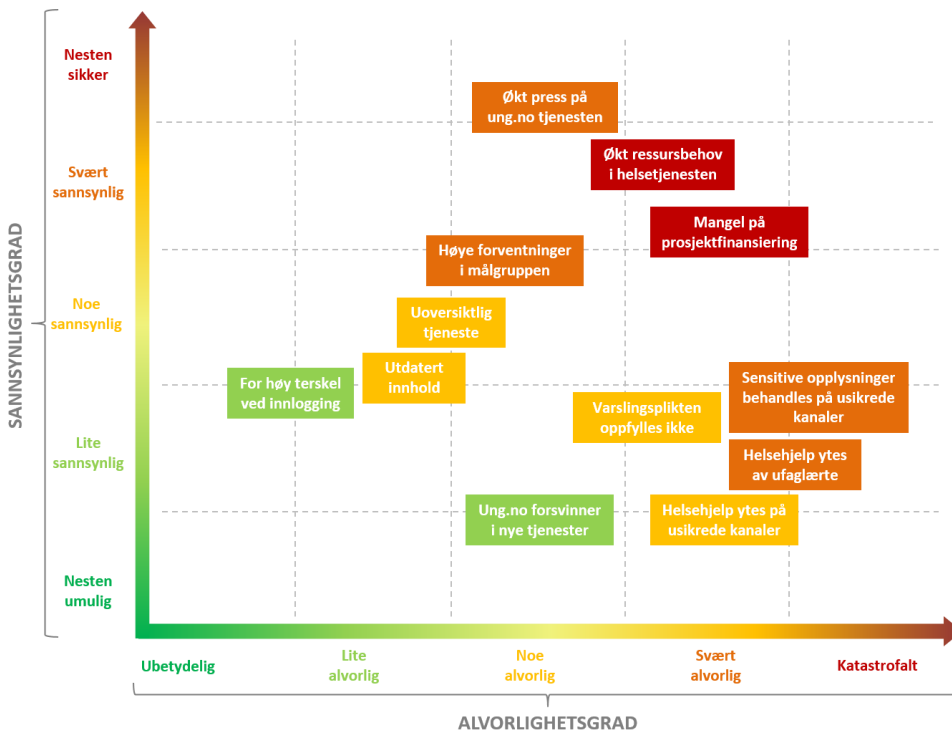 Nesten
sikker
Økt press på
ung.no tjenesten
Økt ressursbehov
i helsetjenesten
Svært
sannsynlig
Mangel på
prosjektfinansiering
Høye forventninger
i målgruppen
SANNSYNLIGHETSGRAD
Noe
sannsynlig
Uoversiktlig
tjeneste
Utdatert
innhold
For høy terskel
ved innlogging
Sensitive opplysninger
behandles på usikrede
kanaler
Varslingsplikten
oppfylles ikke
Lite
sannsynlig
Helsehjelp ytes
av ufaglærte
Ung.no forsvinner
i nye tjenester
Helsehjelp ytes på
usikrede kanaler
Nesten
umulig
Ubetydelig
Lite
alvorlig
Noe
alvorlig
Svært
alvorlig
Katastrofalt
ALVORLIGHETSGRAD